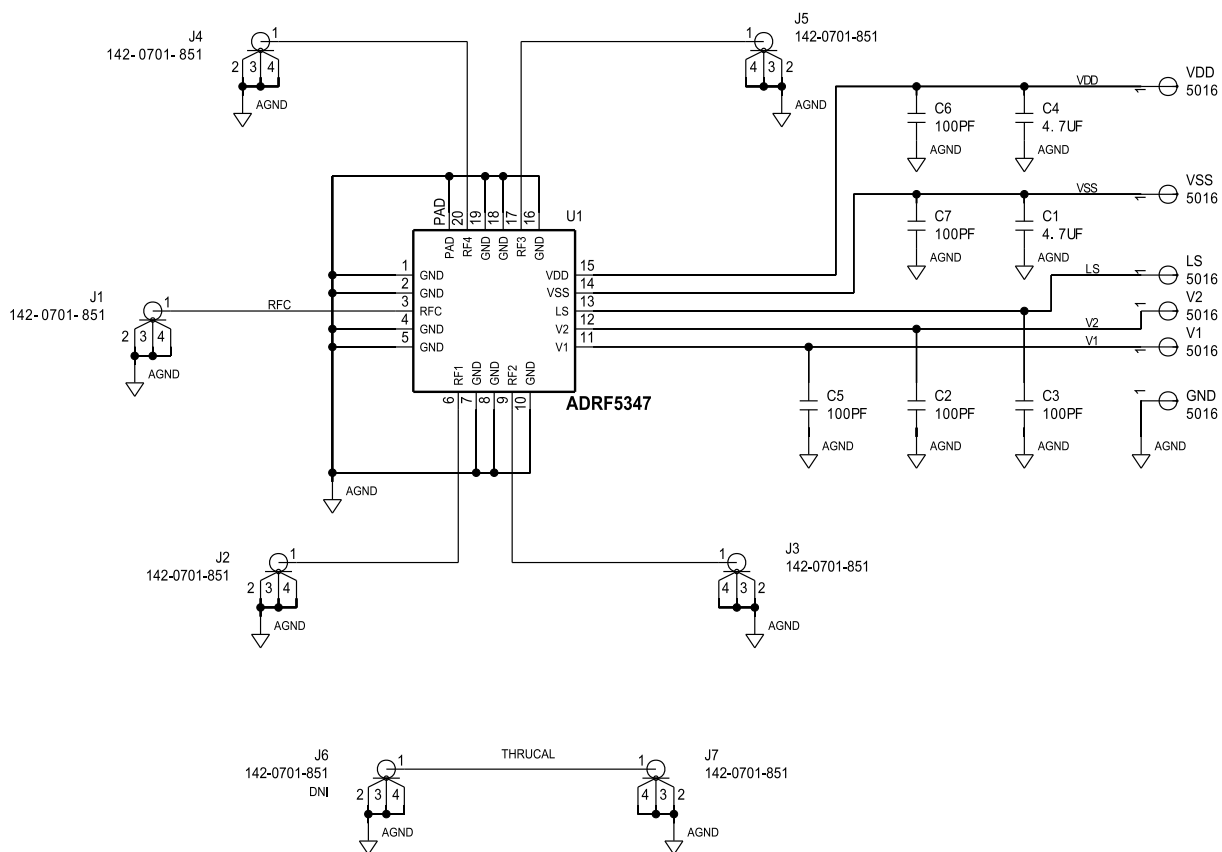 J4
142-0701-851
1
2 3 4
AGND
J5
142-0701-851
1
4 3 2
AGND
VDD
1
VDD
5016
C6
100PF
AGND
C4
4.7UF
AGND
VSS
1
VSS
5016
C7
100PF
AGND
C1
4.7UF
AGND
LS
1
LS
5016
V2
1
V2
5016
V1
1
V1
5016
C5
100PF
AGND
C2
100PF
AGND
C3
100PF
AGND
1
GND
5016
AGND
U1
PAD 20 19 18 17 16
PAD RF4 GND GND RF3 GND
1 GND
2 GND
3 RFC
4 GND
5 GND
VDD 15
VSS 14
LS 13
V2 12
V1 11
RF1 GND GND RF2 GND
6 7 8 9 10
ADRF5347
AGND
J1
142-0701-851
1
RFC
2 3 4
AGND
J2
142-0701-851
1
2 3 4
AGND
J3
142-0701-851
1
4 3 2
AGND
J6
142-0701-851
DNI
1
2 3 4
AGND
THRUCAL
J7
142-0701-851
1
4 3 2
AGND